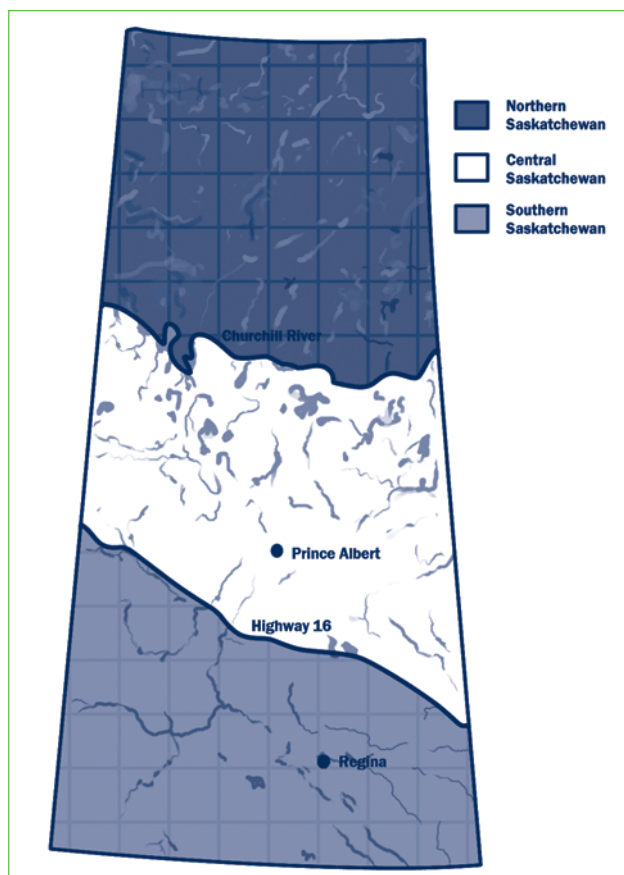 Northern
Saskatchewan
Central
Saskatchewan
Southern
Saskatchewan
Churchill River
Prince Albert
Highway 16
Regina